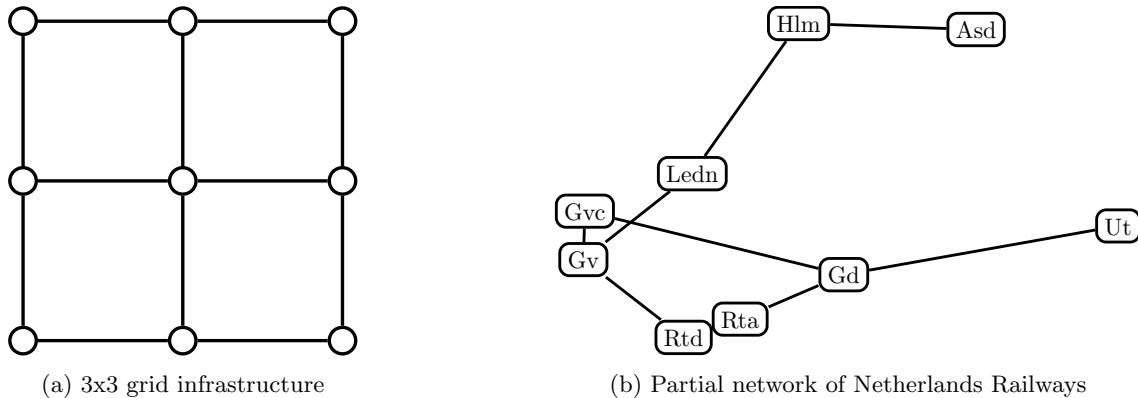 Hlm
Asd
Ledn
Gvc
Ut
Gv
Gd
Rta
Rtd
(a) 3x3 grid infrastructure
(b) Partial network of Netherlands Railways